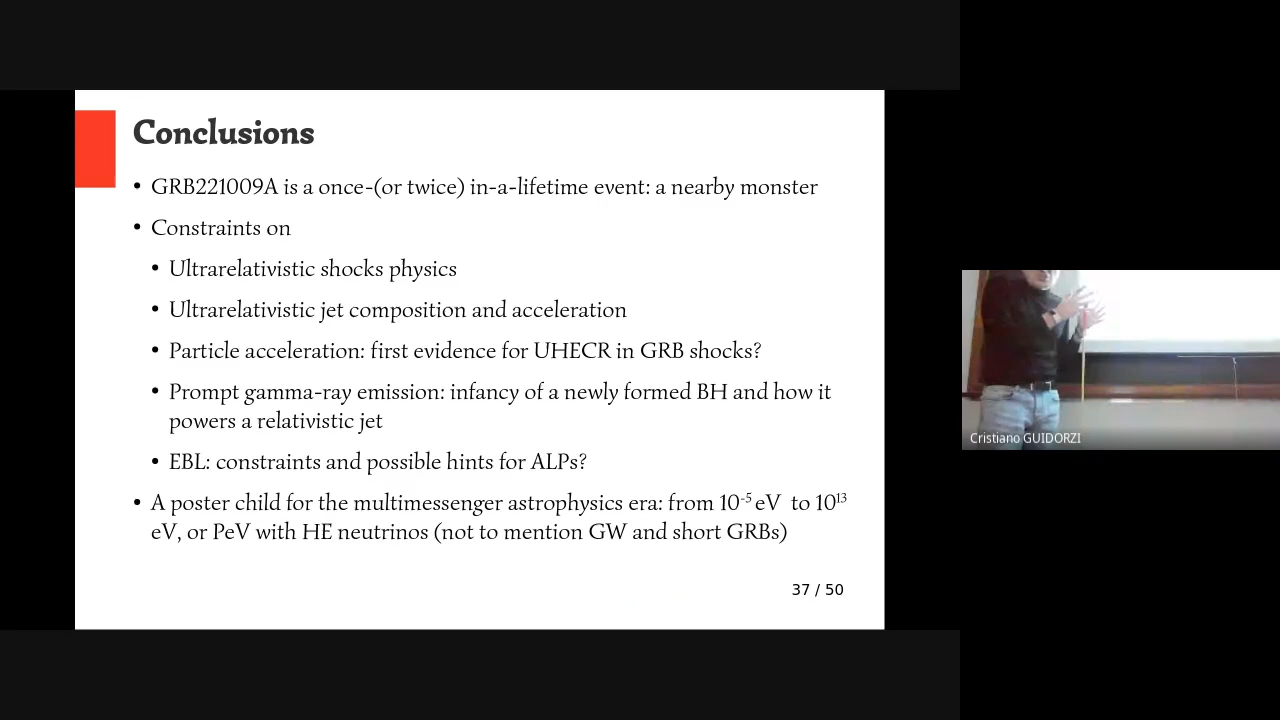 Conclusions
• GRB221009A is a once-(or twice) in-a-lifetime event: a nearby monster
• Constraints on
• Ultrarelativistic shocks physics
• Ultrarelativistic jet composition and acceleration
• Particle acceleration: first evidence for UHECR in GRB shocks?
• Prompt gamma-ray emission: infancy of a newly formed BH and how it
powers a relativistic jet
• EBL: constraints and possible hints for ALPs?
• A poster child for the multimessenger astrophysics era: from 10⁻⁵ eV to 10¹³
eV, or PeV with HE neutrinos (not to mention GW and short GRBs)
37 / 50
Cristiano GUIDORZI